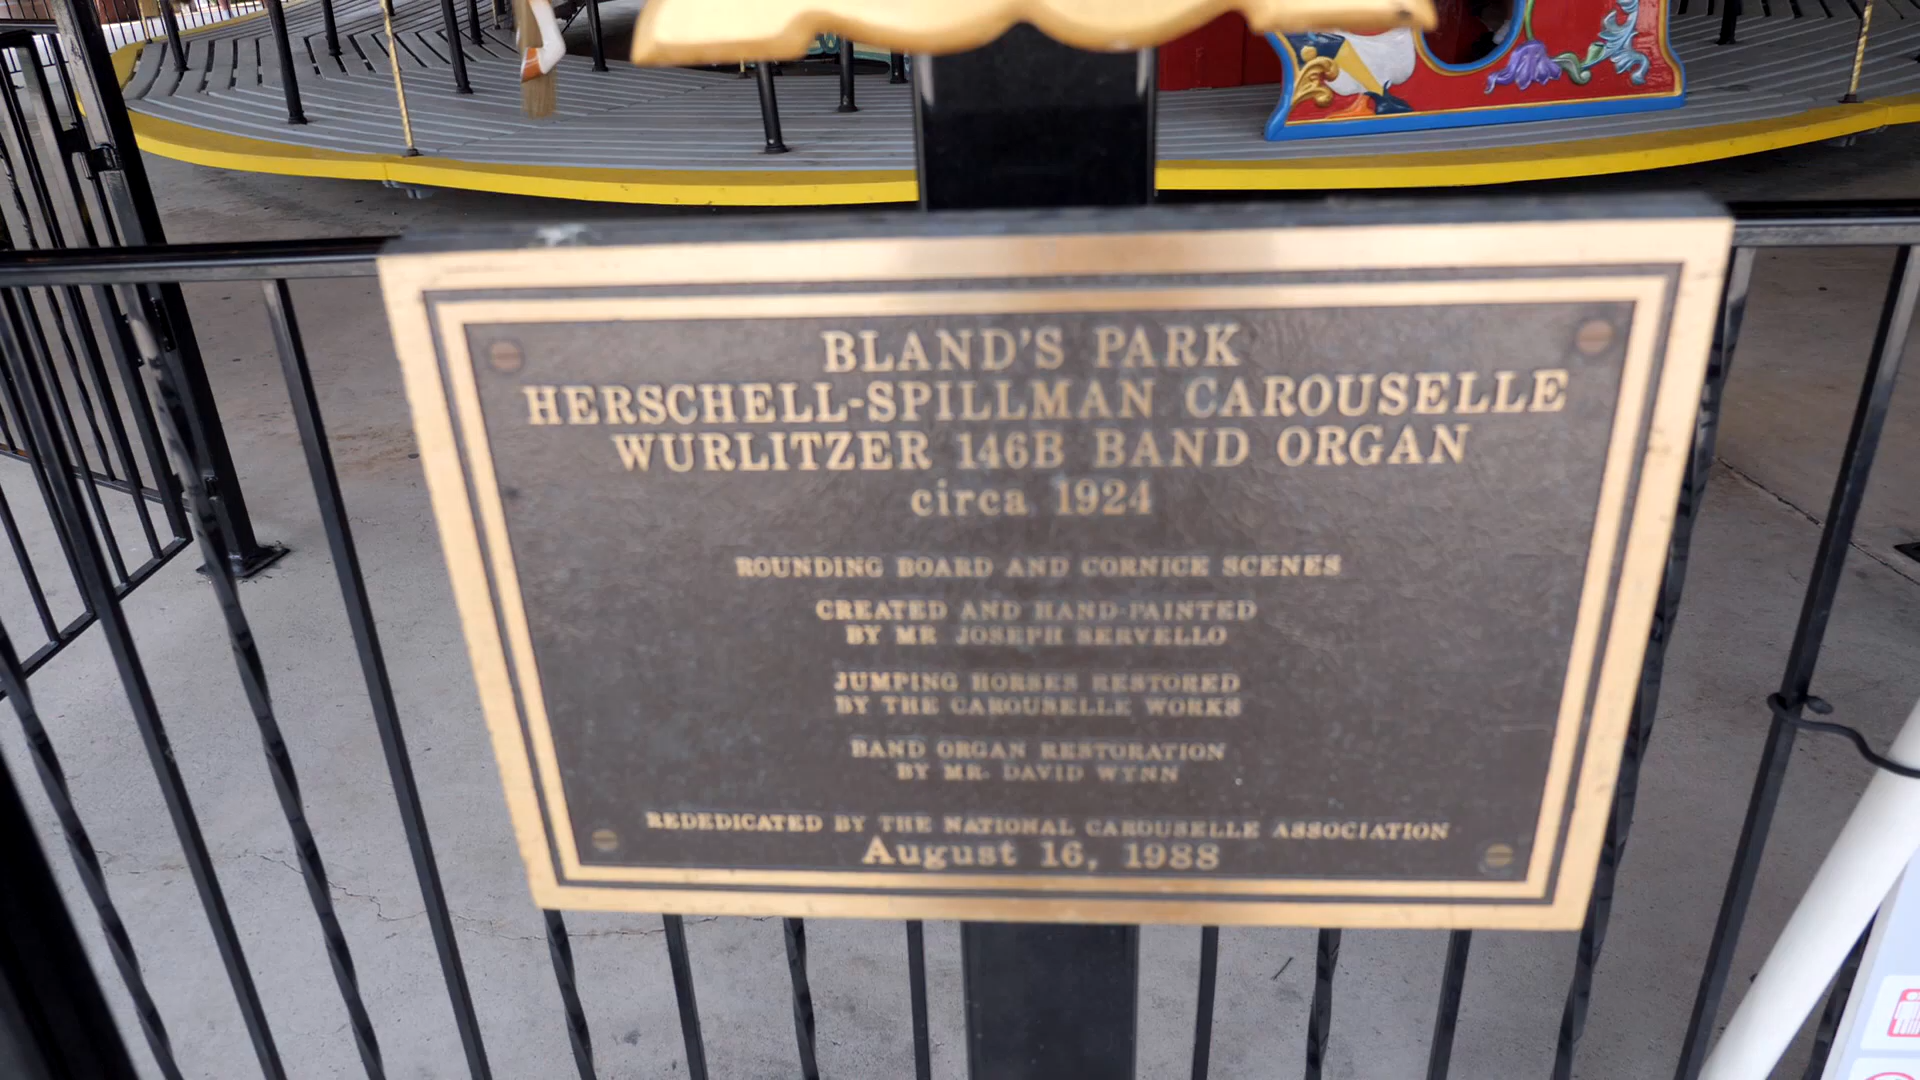 BLAND'S PARK
HERSCHELL-SPILLMAN CAROUSELLE
WURLITZER 146B BAND ORGAN
circa 1924
ROUNDING BOARD AND CORNICE SCENES
CREATED AND HAND-PAINTED
BY MR JOSEPH SERVELLO
JUMPING HORSES RESTORED
BY THE CAROUSELLE WORKS
BAND ORGAN RESTORATION
BY MR. DAVID WYNN
REDEDICATED BY THE NATIONAL CAROUSELLE ASSOCIATION
August 16, 1988